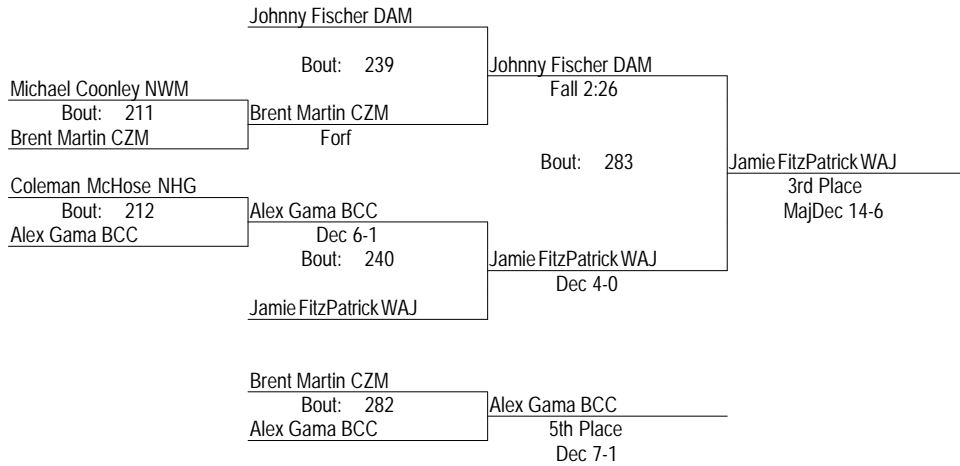 Johnny Fischer DAM
Bout: 239
Johnny Fischer DAM
Fall 2:26
Michael Coonley NWM
Bout: 211
Brent Martin CZM
Brent Martin CZM
Forf
Bout: 283
Jamie FitzPatrick WAJ
3rd Place
MajDec 14-6
Coleman McHose NHG
Bout: 212
Alex Gama BCC
Alex Gama BCC
Dec 6-1
Bout: 240
Jamie FitzPatrick WAJ
Dec 4-0
Jamie FitzPatrick WAJ
Brent Martin CZM
Bout: 282
Alex Gama BCC
Alex Gama BCC
5th Place
Dec 7-1